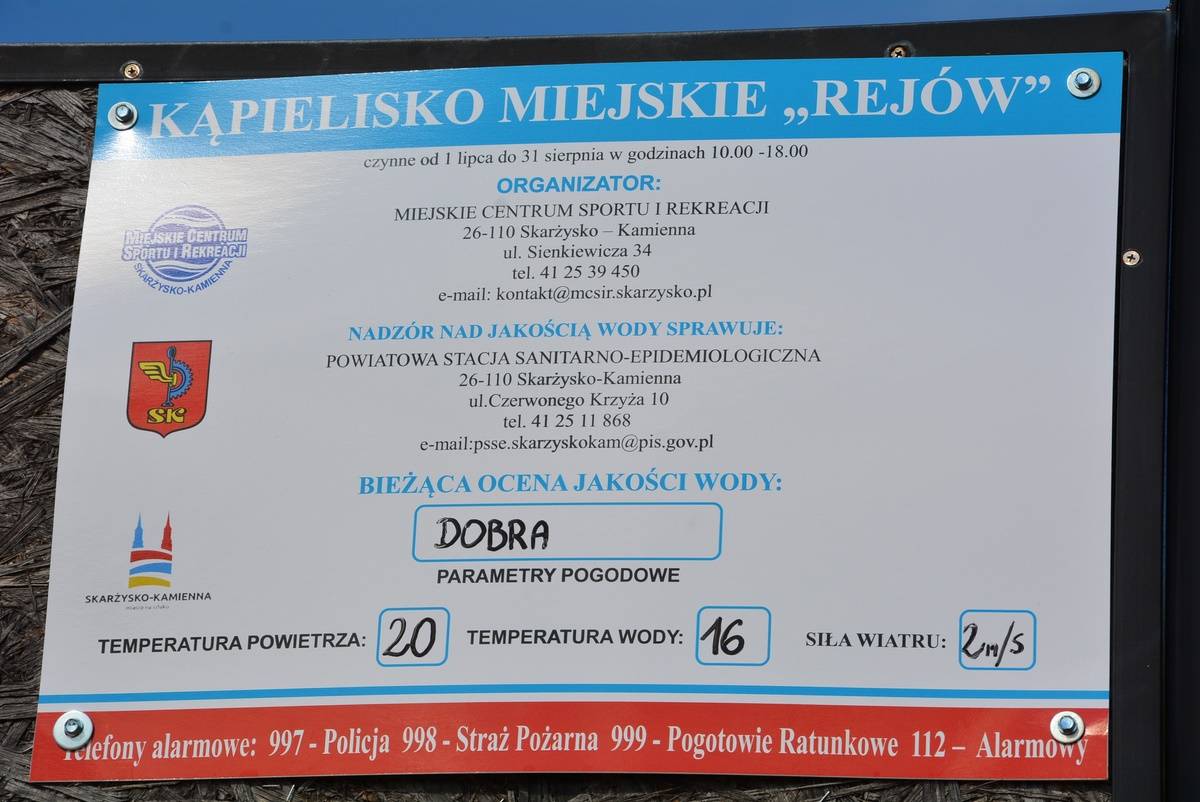 KĄPIELISKO MIEJSKIE „REJÓW”
czynne od 1 lipca do 31 sierpnia w godzinach 10.00 -18.00
ORGANIZATOR:
MIEJSKIE CENTRUM SPORTU I REKREACJI
26-110 Skarżysko – Kamienna
ul. Sienkiewicza 34
tel. 41 25 39 450
e-mail: kontakt@mcsir.skarzysko.pl
MIEJSKIE CENTRUM
SPORTU I REKREACJI
SKARŻYSKO-KAMIENNA
NADZÓR NAD JAKOŚCIĄ WODY SPRAWUJE:
POWIATOWA STACJA SANITARNO-EPIDEMIOLOGICZNA
26-110 Skarżysko-Kamienna
ul.Czerwonego Krzyża 10
tel. 41 25 11 868
e-mail:psse.skarzyskokam@pis.gov.pl
SK
BIEŻĄCA OCENA JAKOŚCI WODY:
DOBRA
PARAMETRY POGODOWE
SKARŻYSKO-KAMIENNA
TEMPERATURA POWIETRZA: 20 TEMPERATURA WODY: 16 SIŁA WIATRU: 2m/s
Telefony alarmowe: 997 - Policja 998 - Straż Pożarna 999 - Pogotowie Ratunkowe 112 – Alarmowy